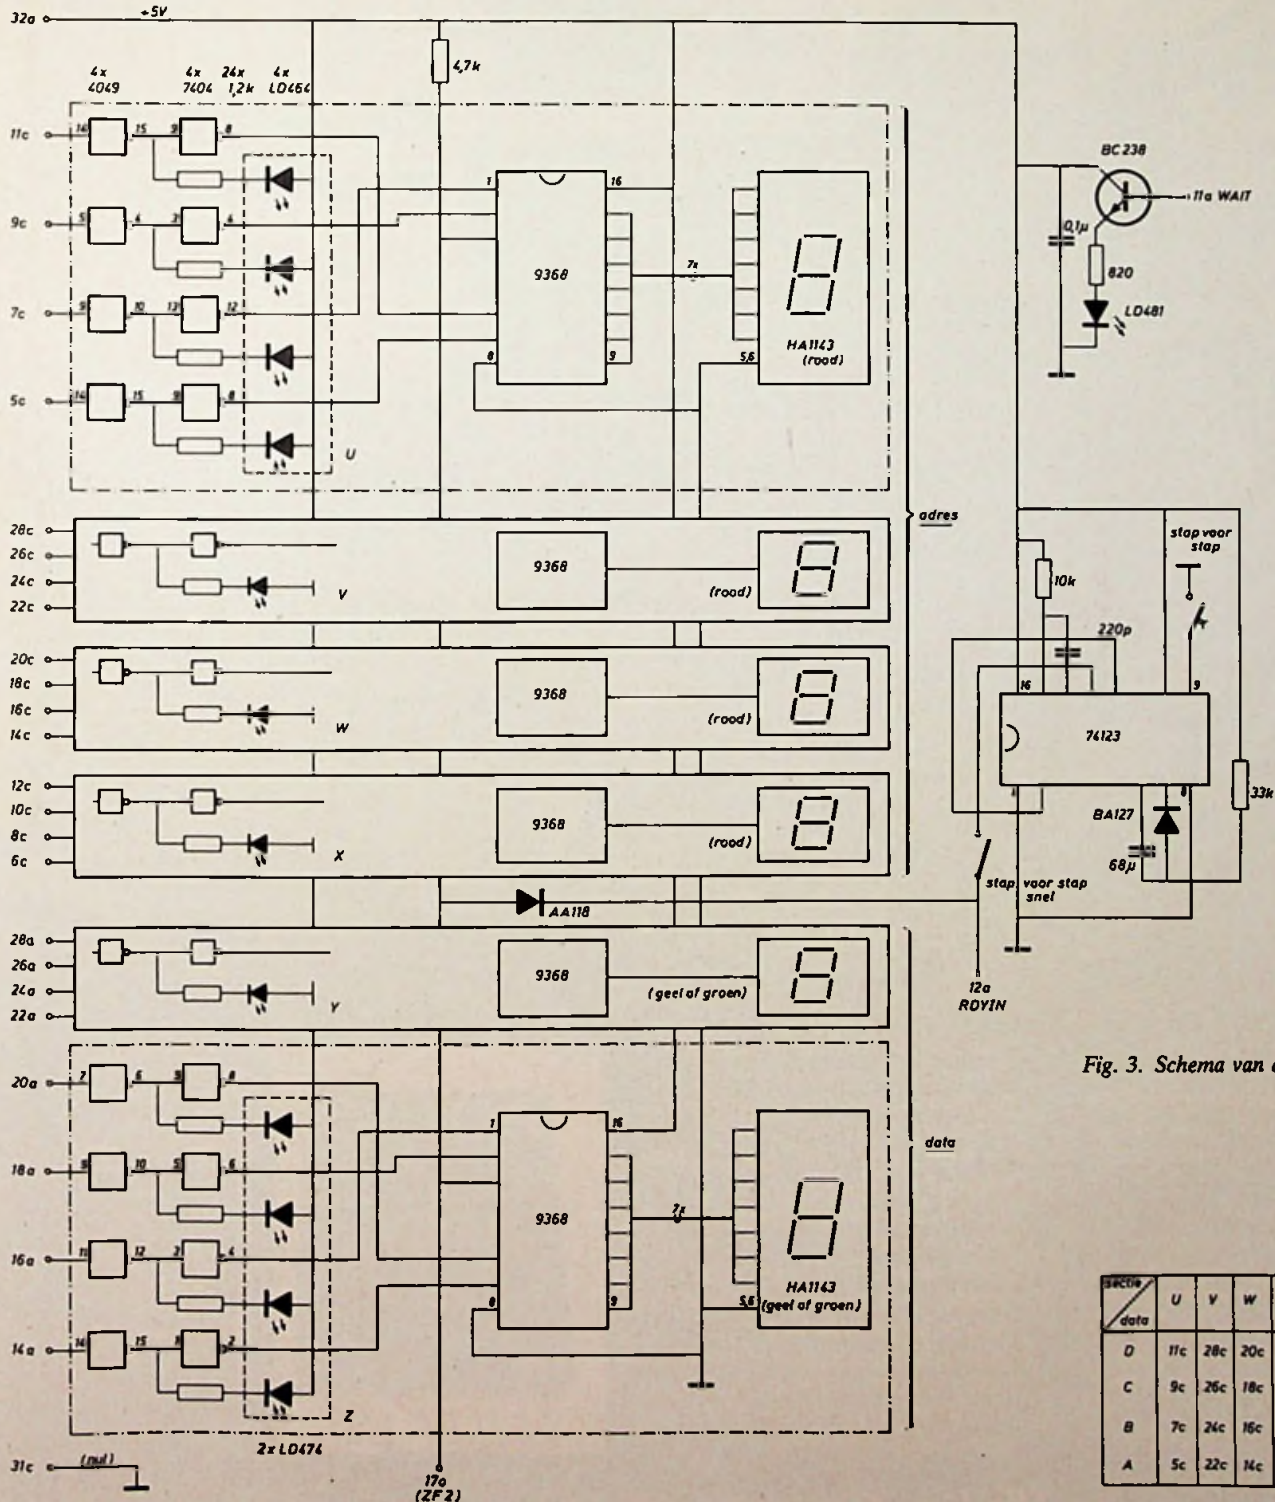 32a +5V
4,7k
4x 4x 24x 4x
4049 7404 1,2k LD464
11c 14 15 9 8
9c 5 4 3 4
7c 9 10 13 12
5c 14 15 9 8
U
1 16
9368
8 9
7x
HA1143
(rood)
5,6
adres
BC238
11a WAIT
0,1µ
820
LD481
28c
26c
24c
22c
V
9368
(rood)
20c
18c
16c
14c
W
9368
(rood)
12c
10c
8c
6c
X
9368
(rood)
AA118
stap voor
stap
10k
220p
16 9
74123
8
BA127
68µ
33k
stap voor stap
snel
12a
RDYIN
28a
26a
24a
22a
Y
9368
(geel of groen)
Fig. 3. Schema van
20a 7 6 9 8
18a 9 10 5 6
16a 11 12 3 4
14a 14 15 1 2
Z
2x LD474
1 16
9368
8 9
7x
HA1143
(geel of groen)
5,6
data
31c (nul)
17a
(ZF2)
sectie
data U V W
D 11c 28c 20c
C 9c 26c 18c
B 7c 24c 16c
A 5c 22c 14c